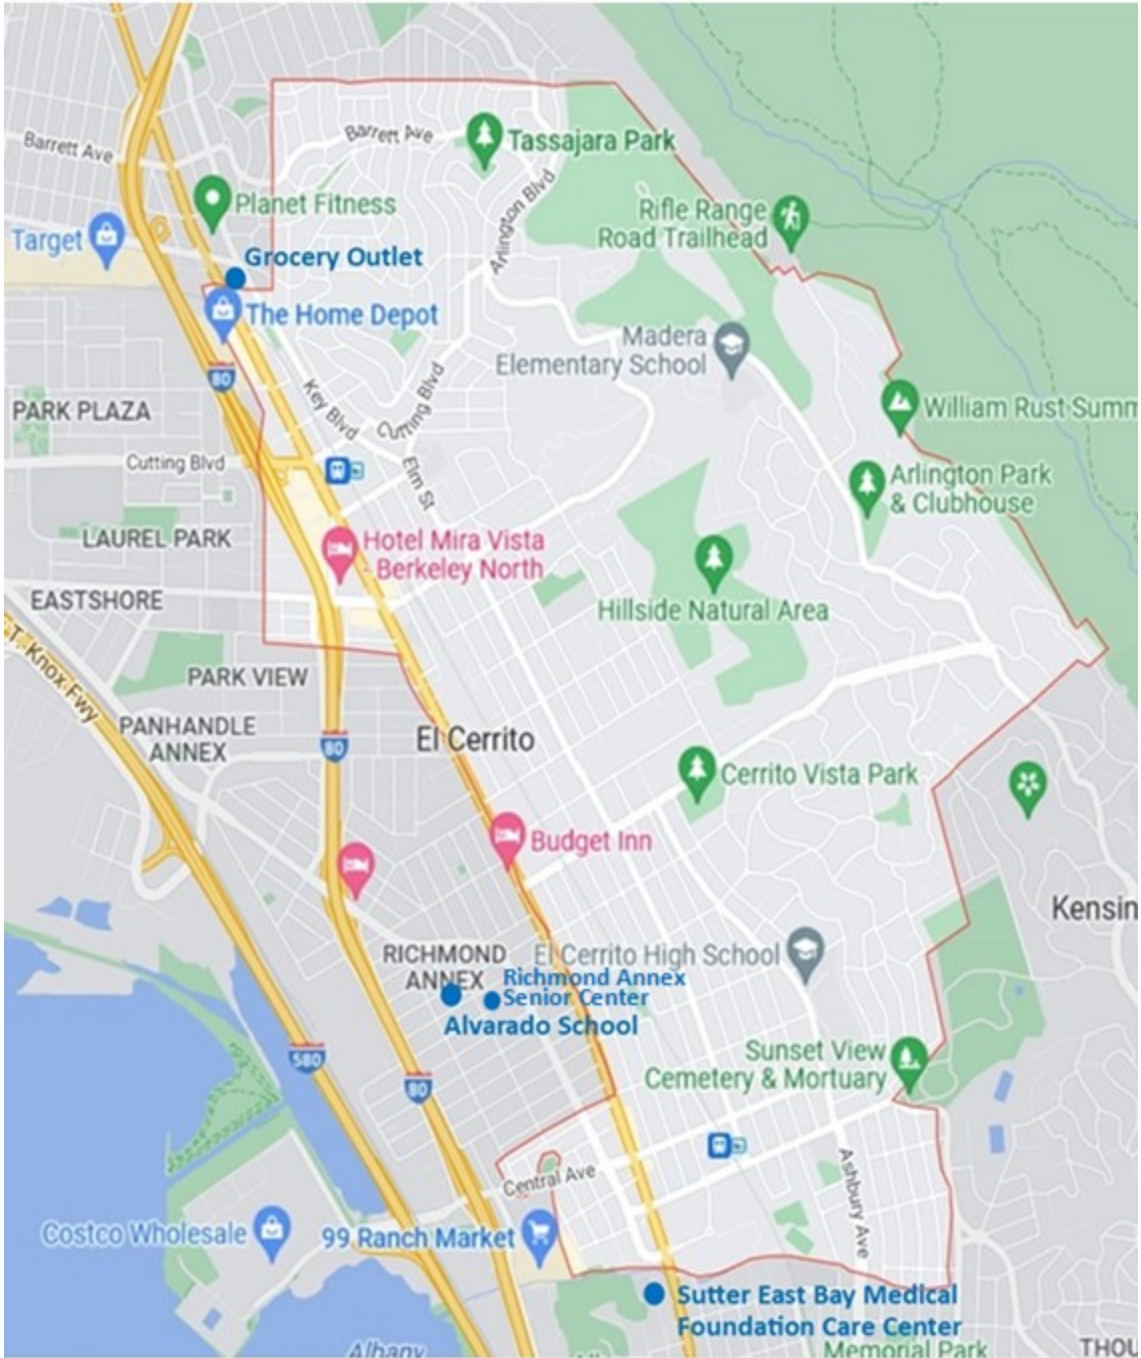 Barrett Ave
Barrett Ave
Tassajara Park
Planet Fitness
Arlington Blvd
Rifle Range
Road Trailhead
Target
Grocery Outlet
The Home Depot
Madera
Elementary School
80
Key Blvd
Cutting Blvd
PARK PLAZA
William Rust Summ
Cutting Blvd
Elm St
Arlington Park
& Clubhouse
LAUREL PARK
Hotel Mira Vista
- Berkeley North
EASTSHORE
Hillside Natural Area
T. Knox Fwy
PARK VIEW
PANHANDLE
ANNEX
80
El Cerrito
Cerrito Vista Park
Budget Inn
Kensin
RICHMOND
ANNEX
El Cerrito High School
Richmond Annex
Senior Center
Alvarado School
580
80
Sunset View
Cemetery & Mortuary
Central Ave
Ashbury Ave
Costco Wholesale
99 Ranch Market
Sutter East Bay Medical
Foundation Care Center
Albany
Memorial Park
THOU